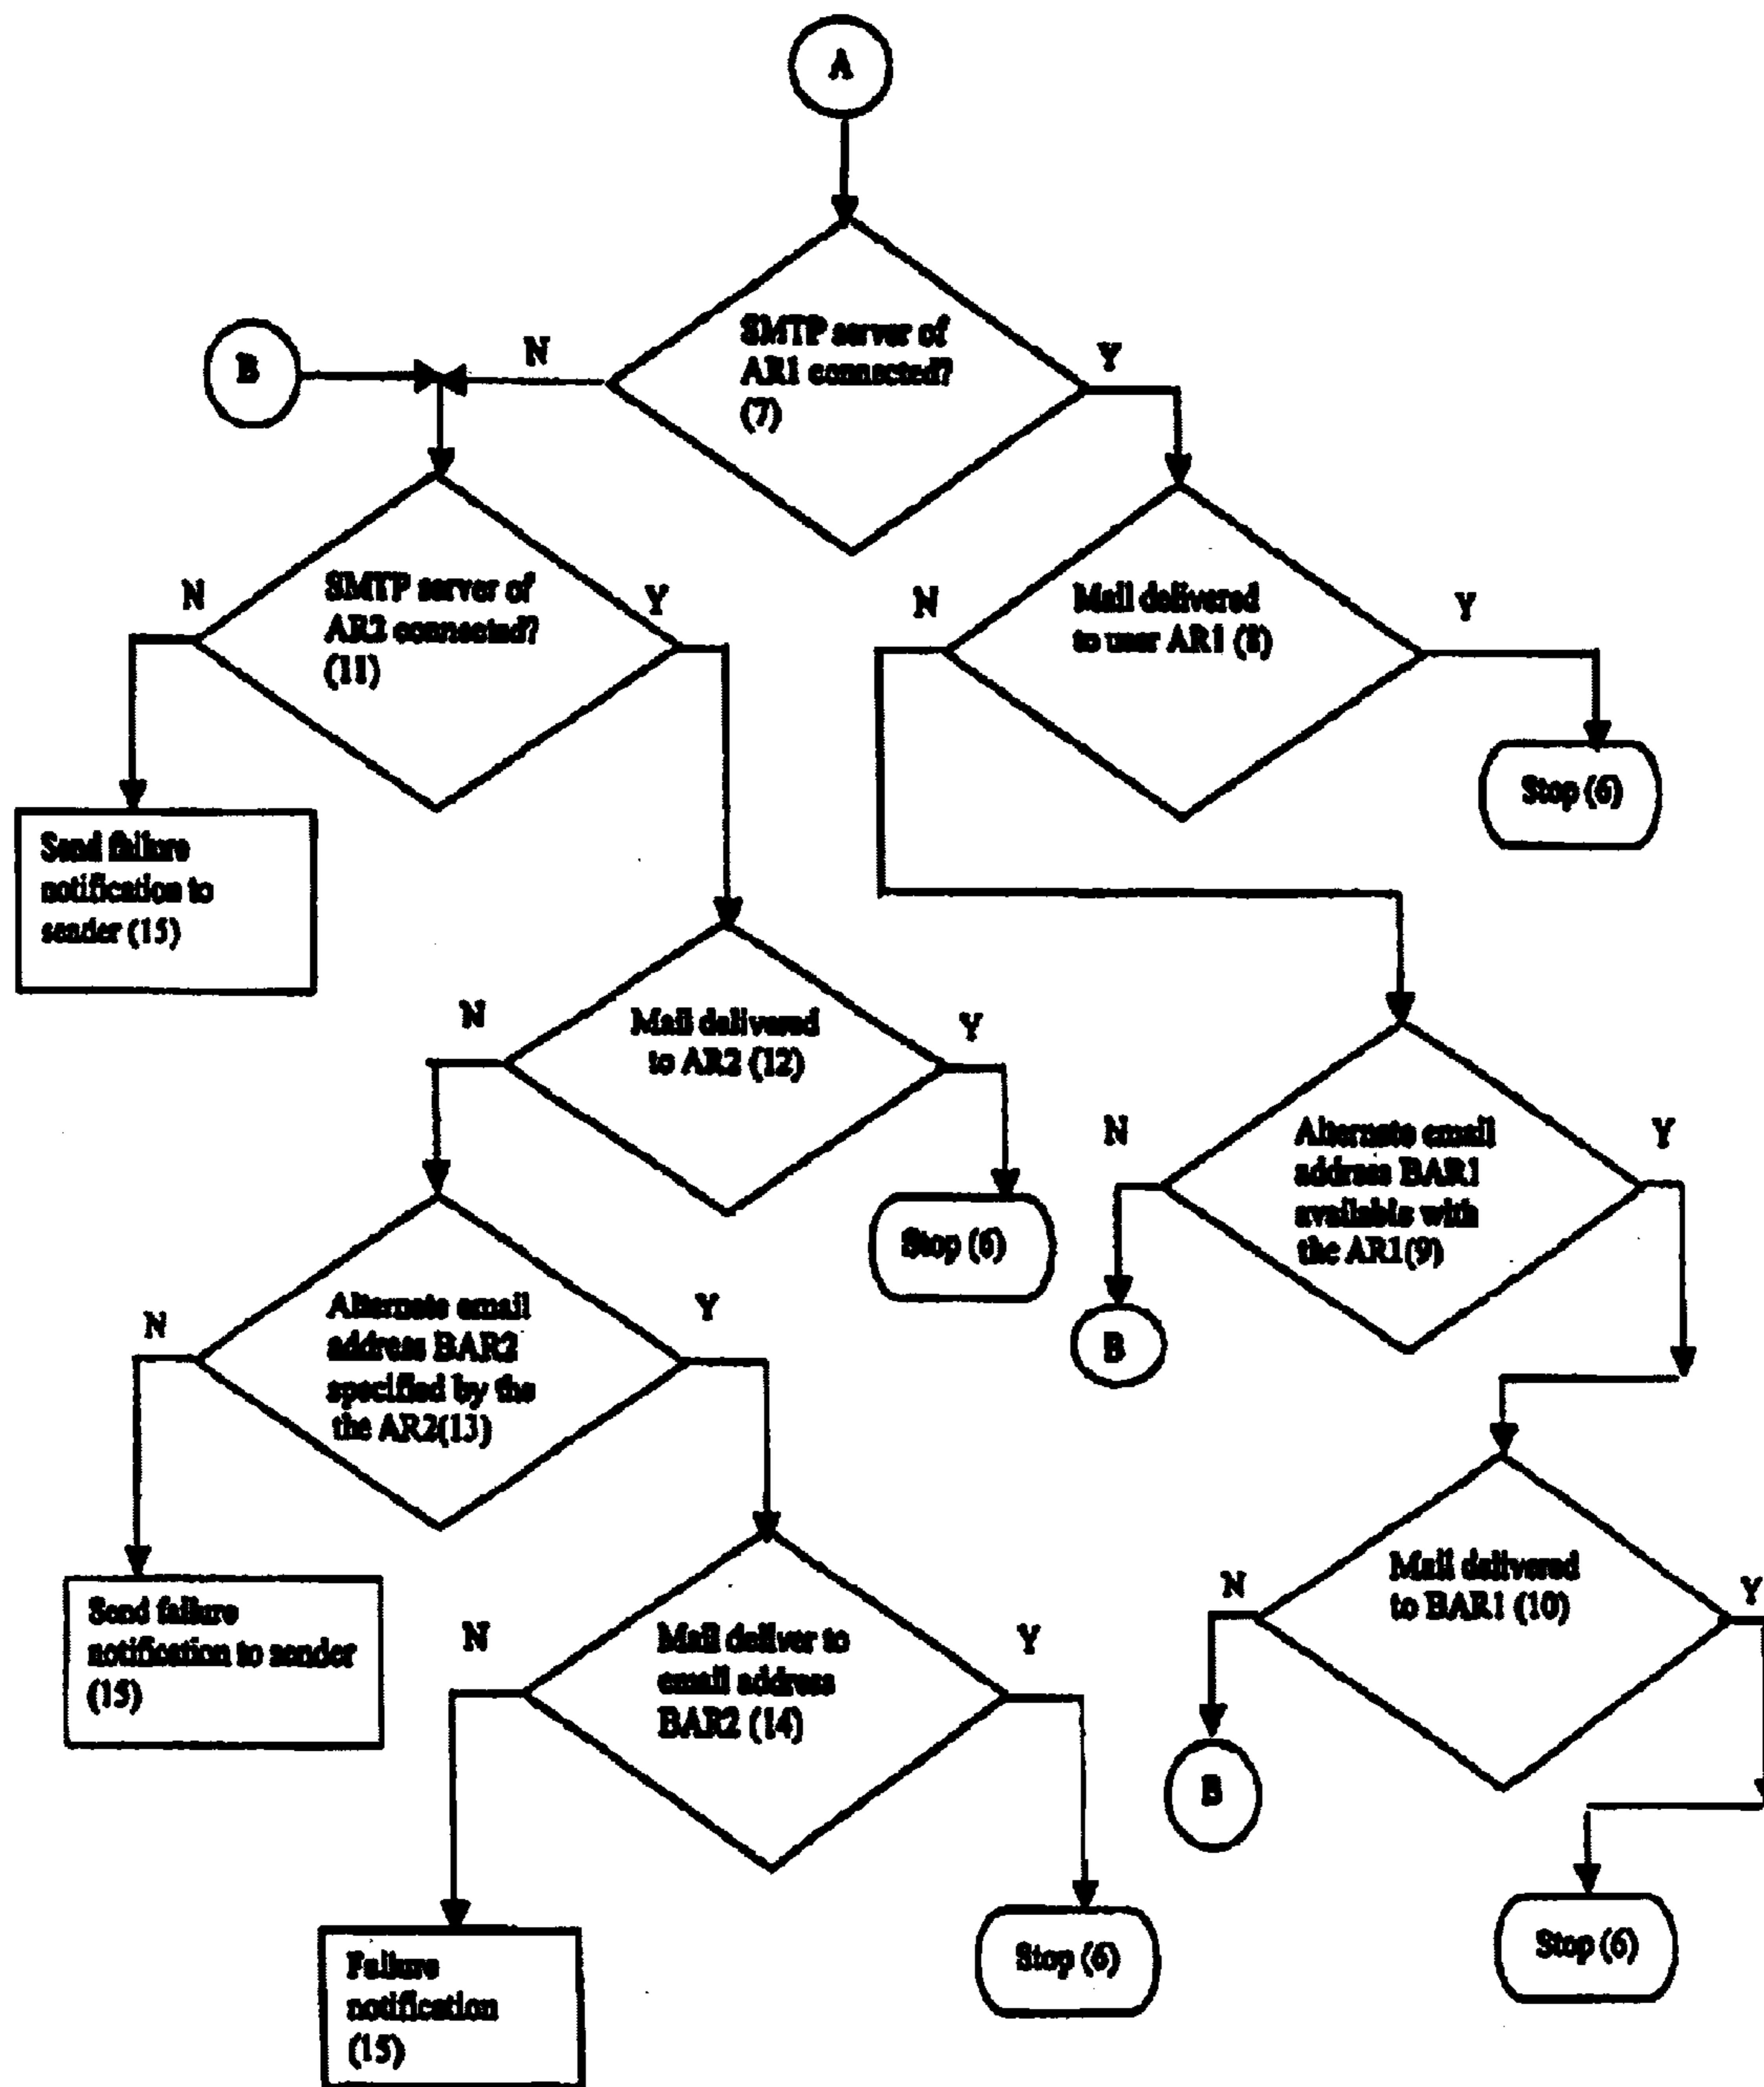 A
SMTP server of
AR1 connected?
(7)
N
Y
B
SMTP server of
AR2 connected?
(11)
N
Y
Mail delivered
to user AR1 (8)
N
Y
Stop (6)
Send failure
notification to
sender (15)
Mail delivered
to AR2 (12)
N
Y
Stop (6)
Alternate email
address BAR1
available with
the AR1(9)
N
Y
B
Alternate email
address BAR2
specified by the
the AR2(13)
N
Y
Send failure
notification to sender
(15)
Mail deliver to
email address
BAR2 (14)
N
Y
Mail delivered
to BAR1 (10)
N
Y
B
Failure
notification
(15)
Stop (6)
Stop (6)